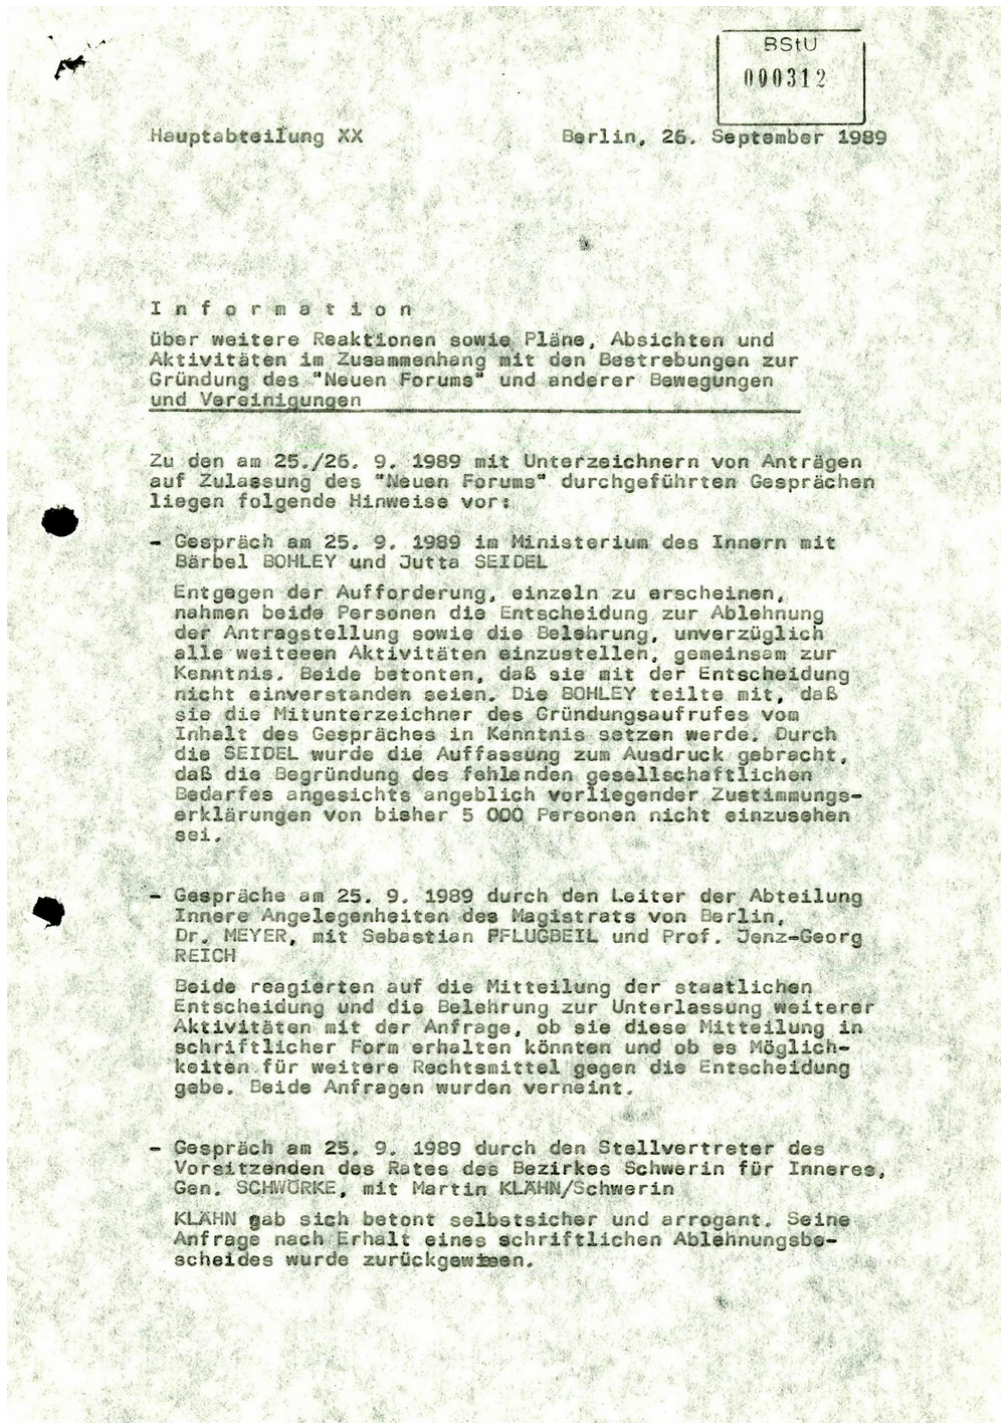 BStU
000312
Hauptabteilung XX
Berlin, 26. September 1989
I n f o r m a t i o n
über weitere Reaktionen sowie Pläne, Absichten und
Aktivitäten im Zusammenhang mit den Bestrebungen zur
Gründung des "Neuen Forums" und anderer Bewegungen
und Vereinigungen
Zu den am 25./26. 9. 1989 mit Unterzeichnern von Anträgen
auf Zulassung des "Neuen Forums" durchgeführten Gesprächen
liegen folgende Hinweise vor:
- Gespräch am 25. 9. 1989 im Ministerium des Innern mit
Bärbel BOHLEY und Jutta SEIDEL
Entgegen der Aufforderung, einzeln zu erscheinen,
nahmen beide Personen die Entscheidung zur Ablehnung
der Antragstellung sowie die Belehrung, unverzüglich
alle weiteeen Aktivitäten einzustellen, gemeinsam zur
Kenntnis. Beide betonten, daß sie mit der Entscheidung
nicht einverstanden seien. Die BOHLEY teilte mit, daß
sie die Mitunterzeichner des Gründungsaufrufes vom
Inhalt des Gespräches in Kenntnis setzen werde. Durch
die SEIDEL wurde die Auffassung zum Ausdruck gebracht,
daß die Begründung des fehlenden gesellschaftlichen
Bedarfes angesichts angeblich vorliegender Zustimmungs-
erklärungen von bisher 5 000 Personen nicht einzusehen
sei.
- Gespräche am 25. 9. 1989 durch den Leiter der Abteilung
Innere Angelegenheiten des Magistrats von Berlin,
Dr. MEYER, mit Sebastian PFLUGBEIL und Prof. Jenz-Georg
REICH
Beide reagierten auf die Mitteilung der staatlichen
Entscheidung und die Belehrung zur Unterlassung weiterer
Aktivitäten mit der Anfrage, ob sie diese Mitteilung in
schriftlicher Form erhalten könnten und ob es Möglich-
keiten für weitere Rechtsmittel gegen die Entscheidung
gebe. Beide Anfragen wurden verneint.
- Gespräch am 25. 9. 1989 durch den Stellvertreter des
Vorsitzenden des Rates des Bezirkes Schwerin für Inneres,
Gen. SCHWÖRKE, mit Martin KLÄHN/Schwerin
KLÄHN gab sich betont selbstsicher und arrogant. Seine
Anfrage nach Erhalt eines schriftlichen Ablehnungsbe-
scheides wurde zurückgewiesen.